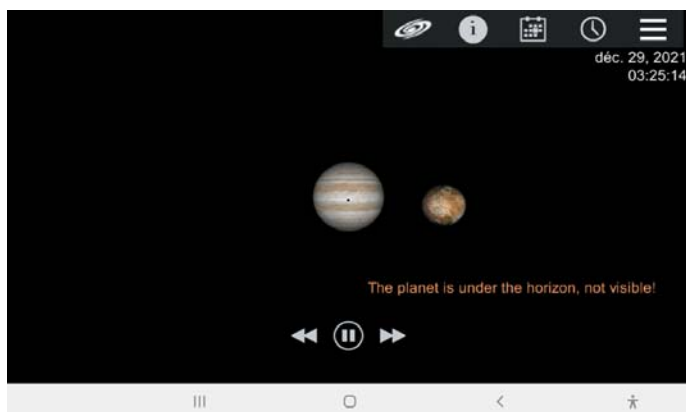 déc. 29, 2021
03:25:14
The planet is under the horizon, not visible!